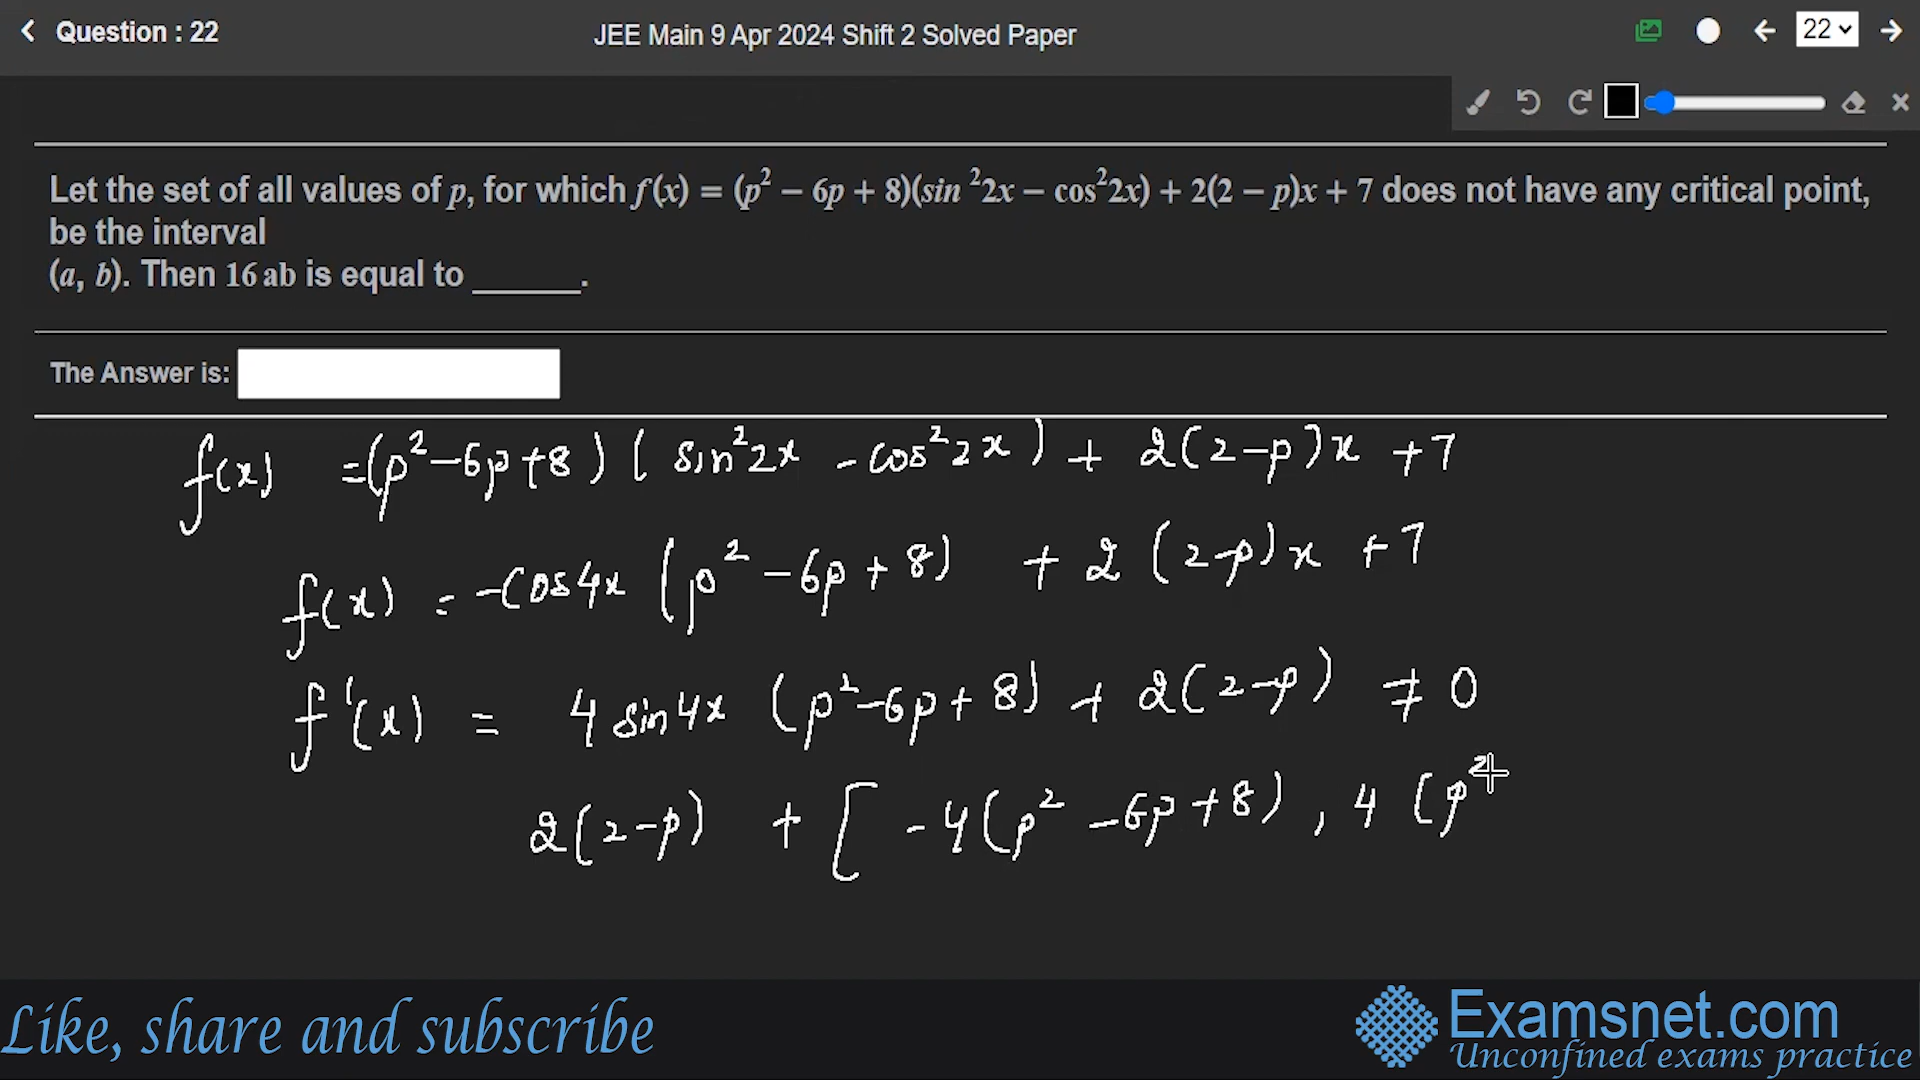 Question : 22
JEE Main 9 Apr 2024 Shift 2 Solved Paper
22
Let the set of all values of p, for which f(x) = (p² − 6p + 8)(sin ²2x − cos²2x) + 2(2 − p)x + 7 does not have any critical point,
be the interval
(a, b). Then 16 ab is equal to ______.
The Answer is:
f(x) =(p²-6p+8) ( sin²2x - cos²2x ) + 2(2-p)x +7
f(x) = -Cos4x (p² - 6p + 8) + 2 (2-p)x +7
f'(x) = 4 sin4x (p²-6p+8) + 2(2-p) ≠ 0
2(2-p) + [ -4(p² - 6p+8) , 4 (p²
Like, share and subscribe
Examsnet.com
Unconfined exams practice